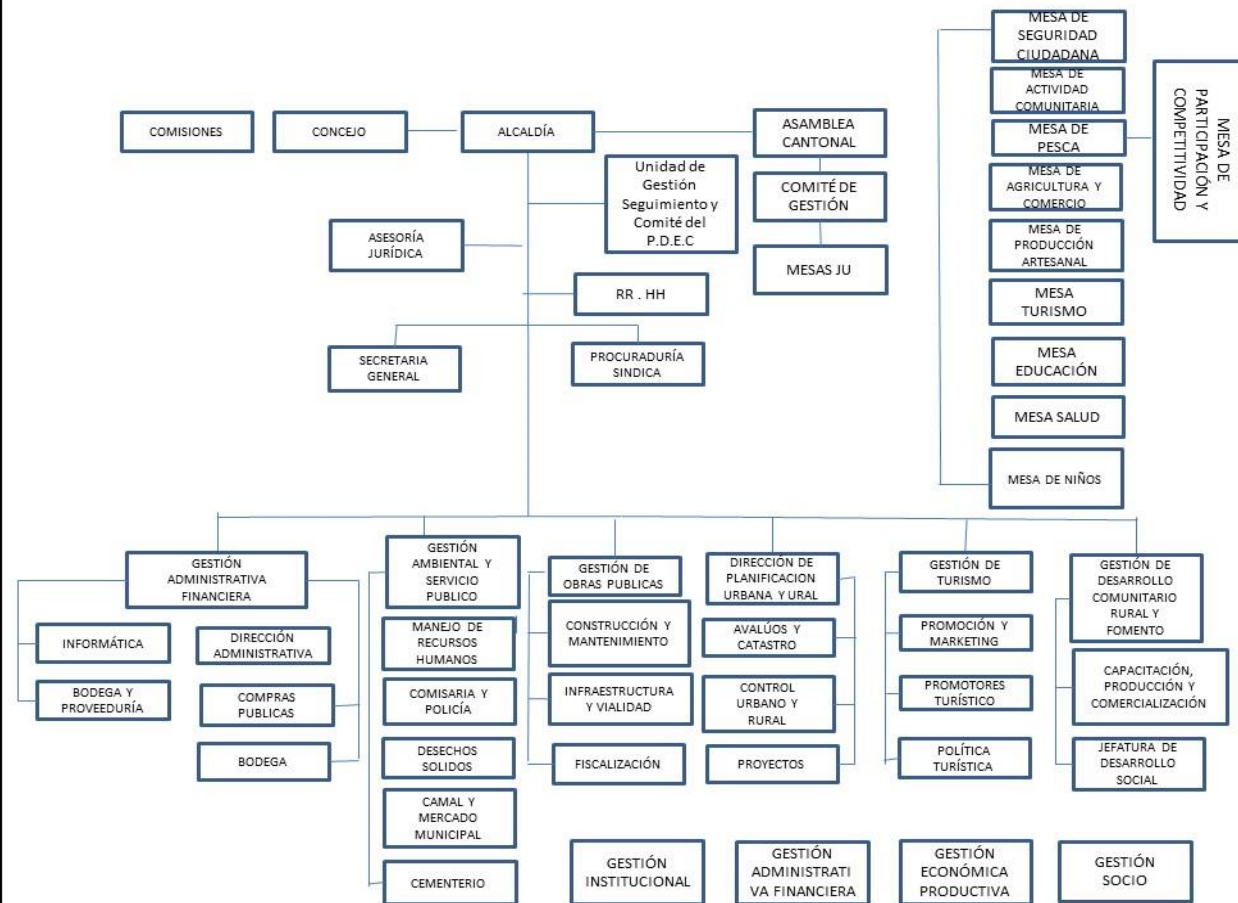 MESA DE
SEGURIDAD
CIUDADANA
MESA DE
ACTIVIDAD
COMUNITARIA
MESA DE
PESCA
MESA DE
AGRICULTURA Y
COMERCIO
MESA DE
PRODUCCIÓN
ARTESANAL
MESA
TURISMO
MESA
EDUCACIÓN
MESA SALUD
MESA DE NIÑOS
MESA DE
PARTICIPACIÓN Y
COMPETITIVIDAD
COMISIONES
CONCEJO
ALCALDÍA
ASAMBLEA
CANTONAL
Unidad de
Gestión
Seguimiento y
Comité del
P.D.E.C
COMITÉ DE
GESTIÓN
MESAS JU
ASESORÍA
JURÍDICA
RR . HH
SECRETARIA
GENERAL
PROCURADURÍA
SINDICA
GESTIÓN
ADMINISTRATIVA
FINANCIERA
INFORMÁTICA
BODEGA Y
PROVEEDURÍA
DIRECCIÓN
ADMINISTRATIVA
COMPRAS
PUBLICAS
BODEGA
GESTIÓN
AMBIENTAL Y
SERVICIO
PUBLICO
MANEJO DE
RECURSOS
HUMANOS
COMISARIA Y
POLICÍA
DESECHOS
SOLIDOS
CAMAL Y
MERCADO
MUNICIPAL
CEMENTERIO
GESTIÓN DE
OBRAS PUBLICAS
CONSTRUCCIÓN Y
MANTENIMIENTO
INFRAESTRUCTURA
Y VIALIDAD
FISCALIZACIÓN
DIRECCIÓN DE
PLANIFICACION
URBANA Y URAL
AVALÚOS Y
CATASTRO
CONTROL
URBANO Y
RURAL
PROYECTOS
GESTIÓN DE
TURISMO
PROMOCIÓN Y
MARKETING
PROMOTORES
TURÍSTICO
POLÍTICA
TURÍSTICA
GESTIÓN DE
DESARROLLO
COMUNITARIO
RURAL Y
FOMENTO
CAPACITACIÓN,
PRODUCCIÓN Y
COMERCIALIZACIÓN
JEFATURA DE
DESARROLLO
SOCIAL
GESTIÓN
INSTITUCIONAL
GESTIÓN
ADMINISTRATI
VA FINANCIERA
GESTIÓN
ECONÓMICA
PRODUCTIVA
GESTIÓN
SOCIO